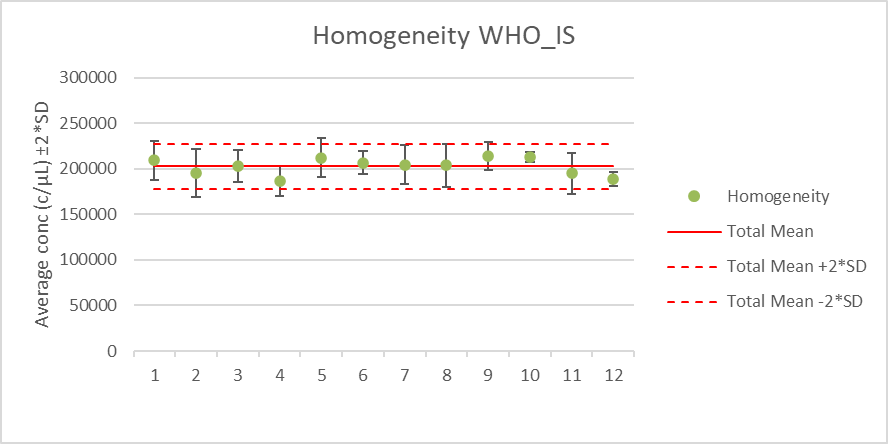 Homogeneity WHO_IS
Average conc (c/µL) ±2*SD
300000
250000
200000
150000
100000
50000
0
1 2 3 4 5 6 7 8 9 10 11 12
Homogeneity
Total Mean
Total Mean +2*SD
Total Mean -2*SD